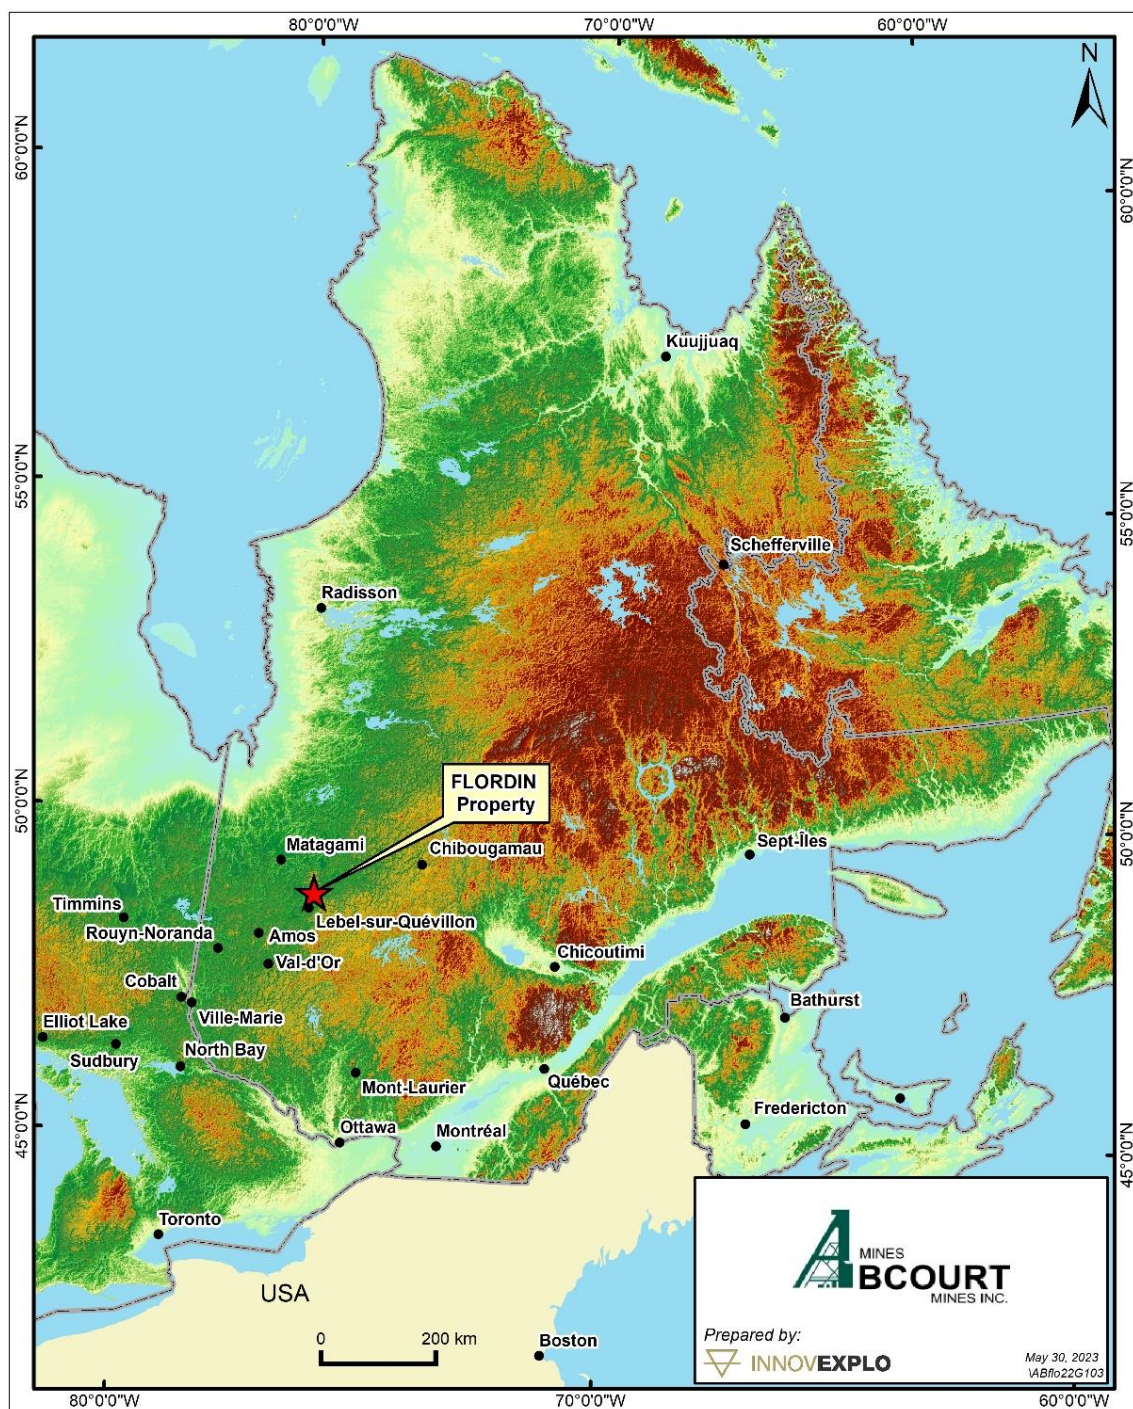 80°0'0"W
70°0'0"W
60°0'0"W
N
60°0'0"N
60°0'0"N
Kuujjuaq
55°0'0"N
55°0'0"N
Schefferville
Radisson
FLORDIN
Property
50°0'0"N
50°0'0"N
Matagami
Chibougamau
Sept-Îles
Timmins
Lebel-sur-Quévillon
Rouyn-Noranda
Amos
Val-d'Or
Chicoutimi
Cobalt
Ville-Marie
Bathurst
Elliot Lake
Sudbury
North Bay
Mont-Laurier
Québec
Fredericton
45°0'0"N
45°0'0"N
Ottawa
Montréal
Toronto
USA
0
200 km
Boston
MINES
ABCOURT
MINES INC.
Prepared by:
INNOVEXPLO
May 30, 2023
\ABflo22G103
80°0'0"W
70°0'0"W
60°0'0"W